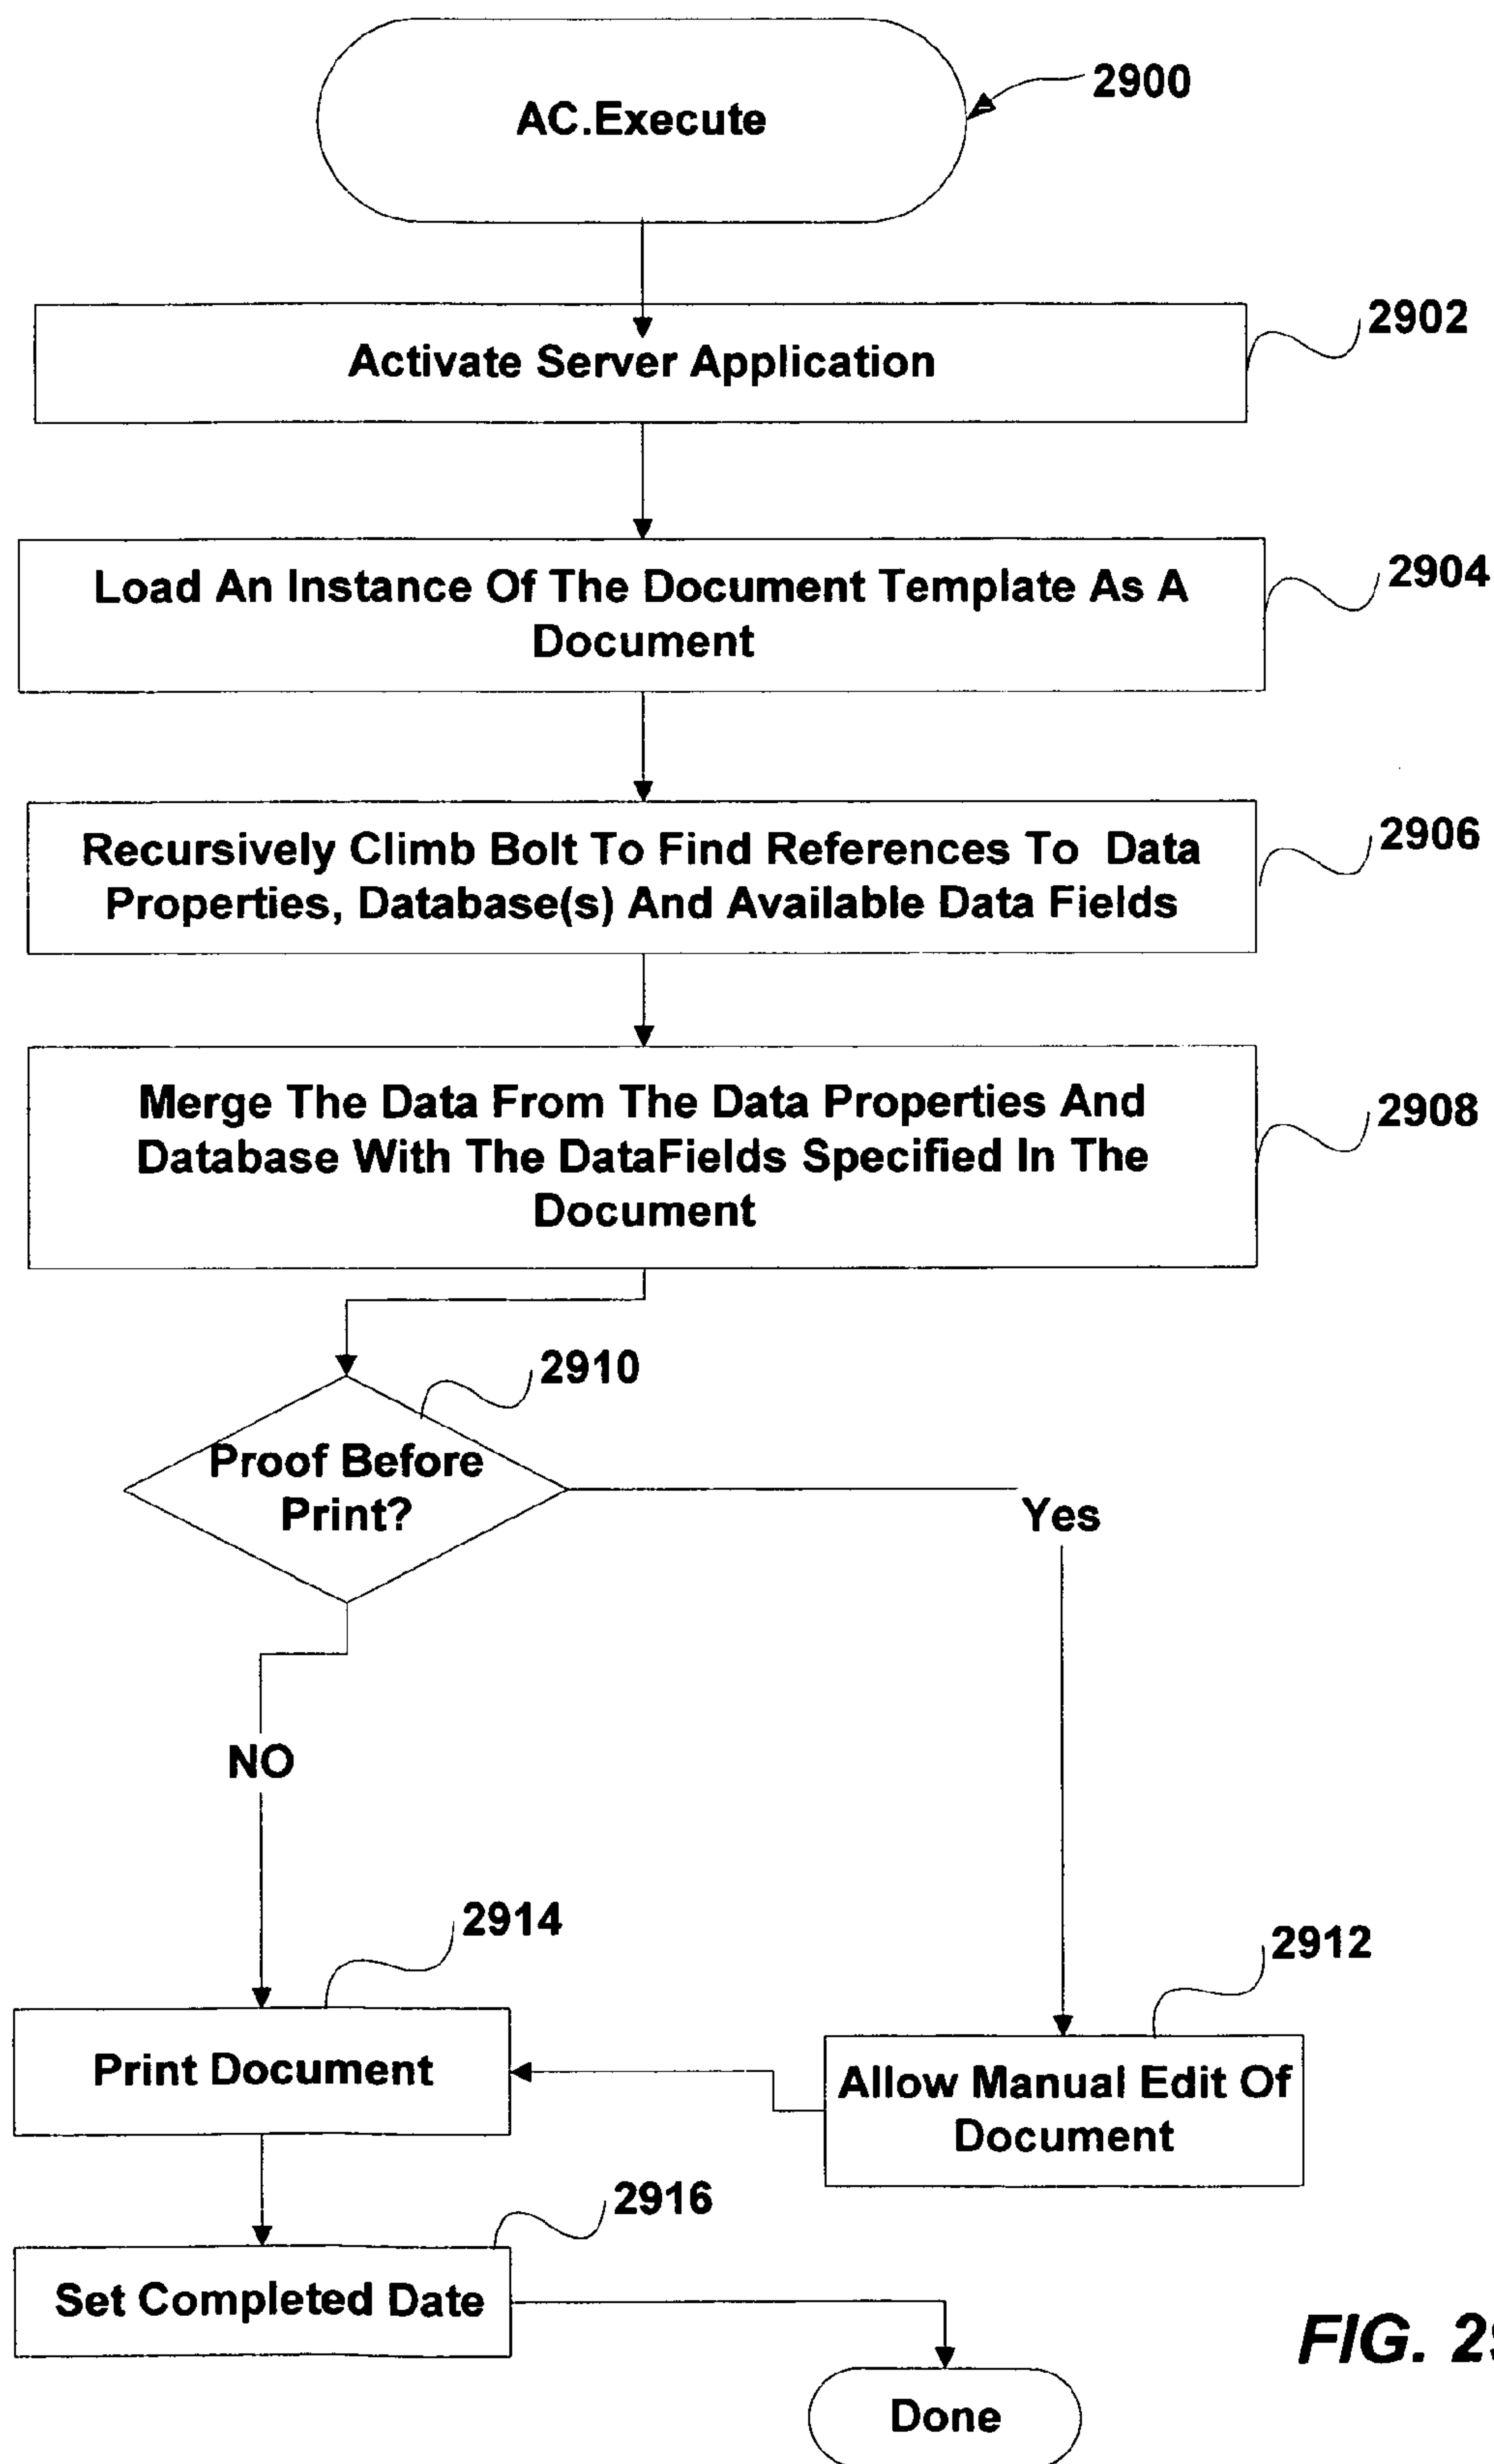 AC.Execute
2900
Activate Server Application
2902
Load An Instance Of The Document Template As A
Document
2904
Recursively Climb Bolt To Find References To Data
Properties, Database(s) And Available Data Fields
2906
Merge The Data From The Data Properties And
Database With The DataFields Specified In The
Document
2908
2910
Proof Before
Print?
Yes
NO
2914
2912
Print Document
Allow Manual Edit Of
Document
2916
Set Completed Date
FIG. 29
Done